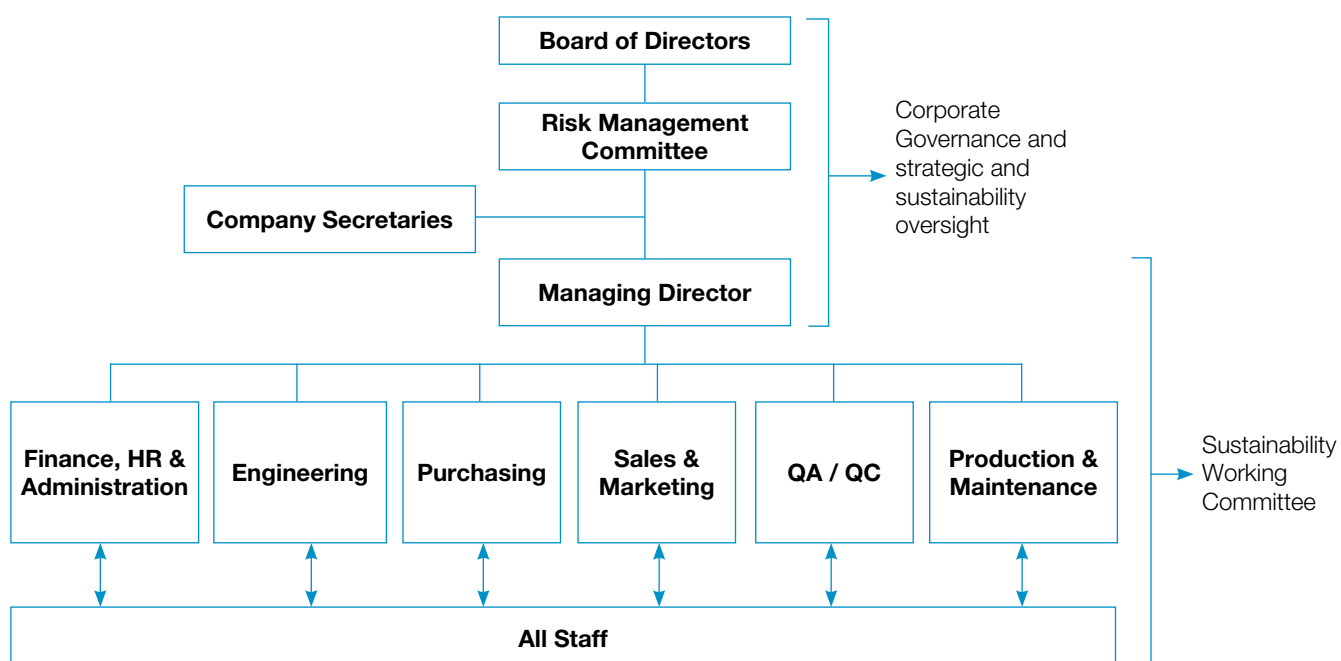 Board of Directors
Risk Management
Committee
Corporate
Governance and
strategic and
sustainability
oversight
Company Secretaries
Managing Director
Finance, HR &
Administration
Engineering
Purchasing
Sales &
Marketing
QA / QC
Production &
Maintenance
Sustainability
Working
Committee
All Staff